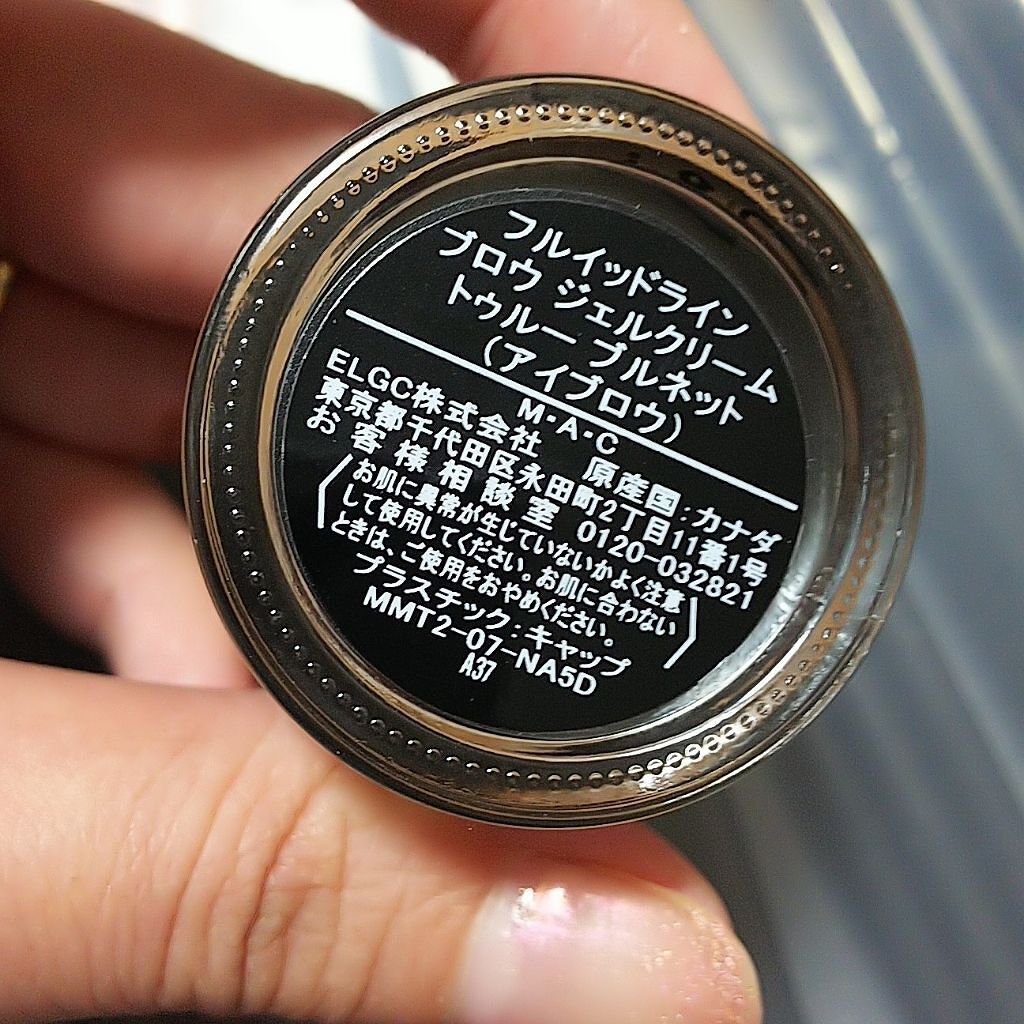 フルイッドライン
ブロウ ジェルクリーム
トゥルー ブルネット
(アイブロウ)
M・A・C
ELGC株式会社 原産国:カナダ
東京都千代田区永田町2丁目11番1号
お客様相談室 0120-032821
お肌に異常が生じていないかよく注意
して使用してください。お肌に合わない
ときは、ご使用をおやめください。
プラスチック:キャップ
MMT2-07-NA5D
A37